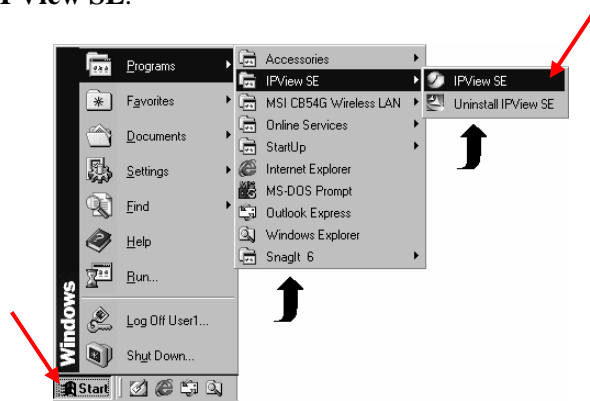 IPView SE.
Programs
Favorites
Documents
Settings
Find
Help
Run...
Log Off User1...
Shut Down...
Windows
Start
Accessories
IPView SE
MSI CB54G Wireless LAN
Online Services
StartUp
Internet Explorer
MS-DOS Prompt
Outlook Express
Windows Explorer
SnagIt 6
IPView SE
Uninstall IPView SE